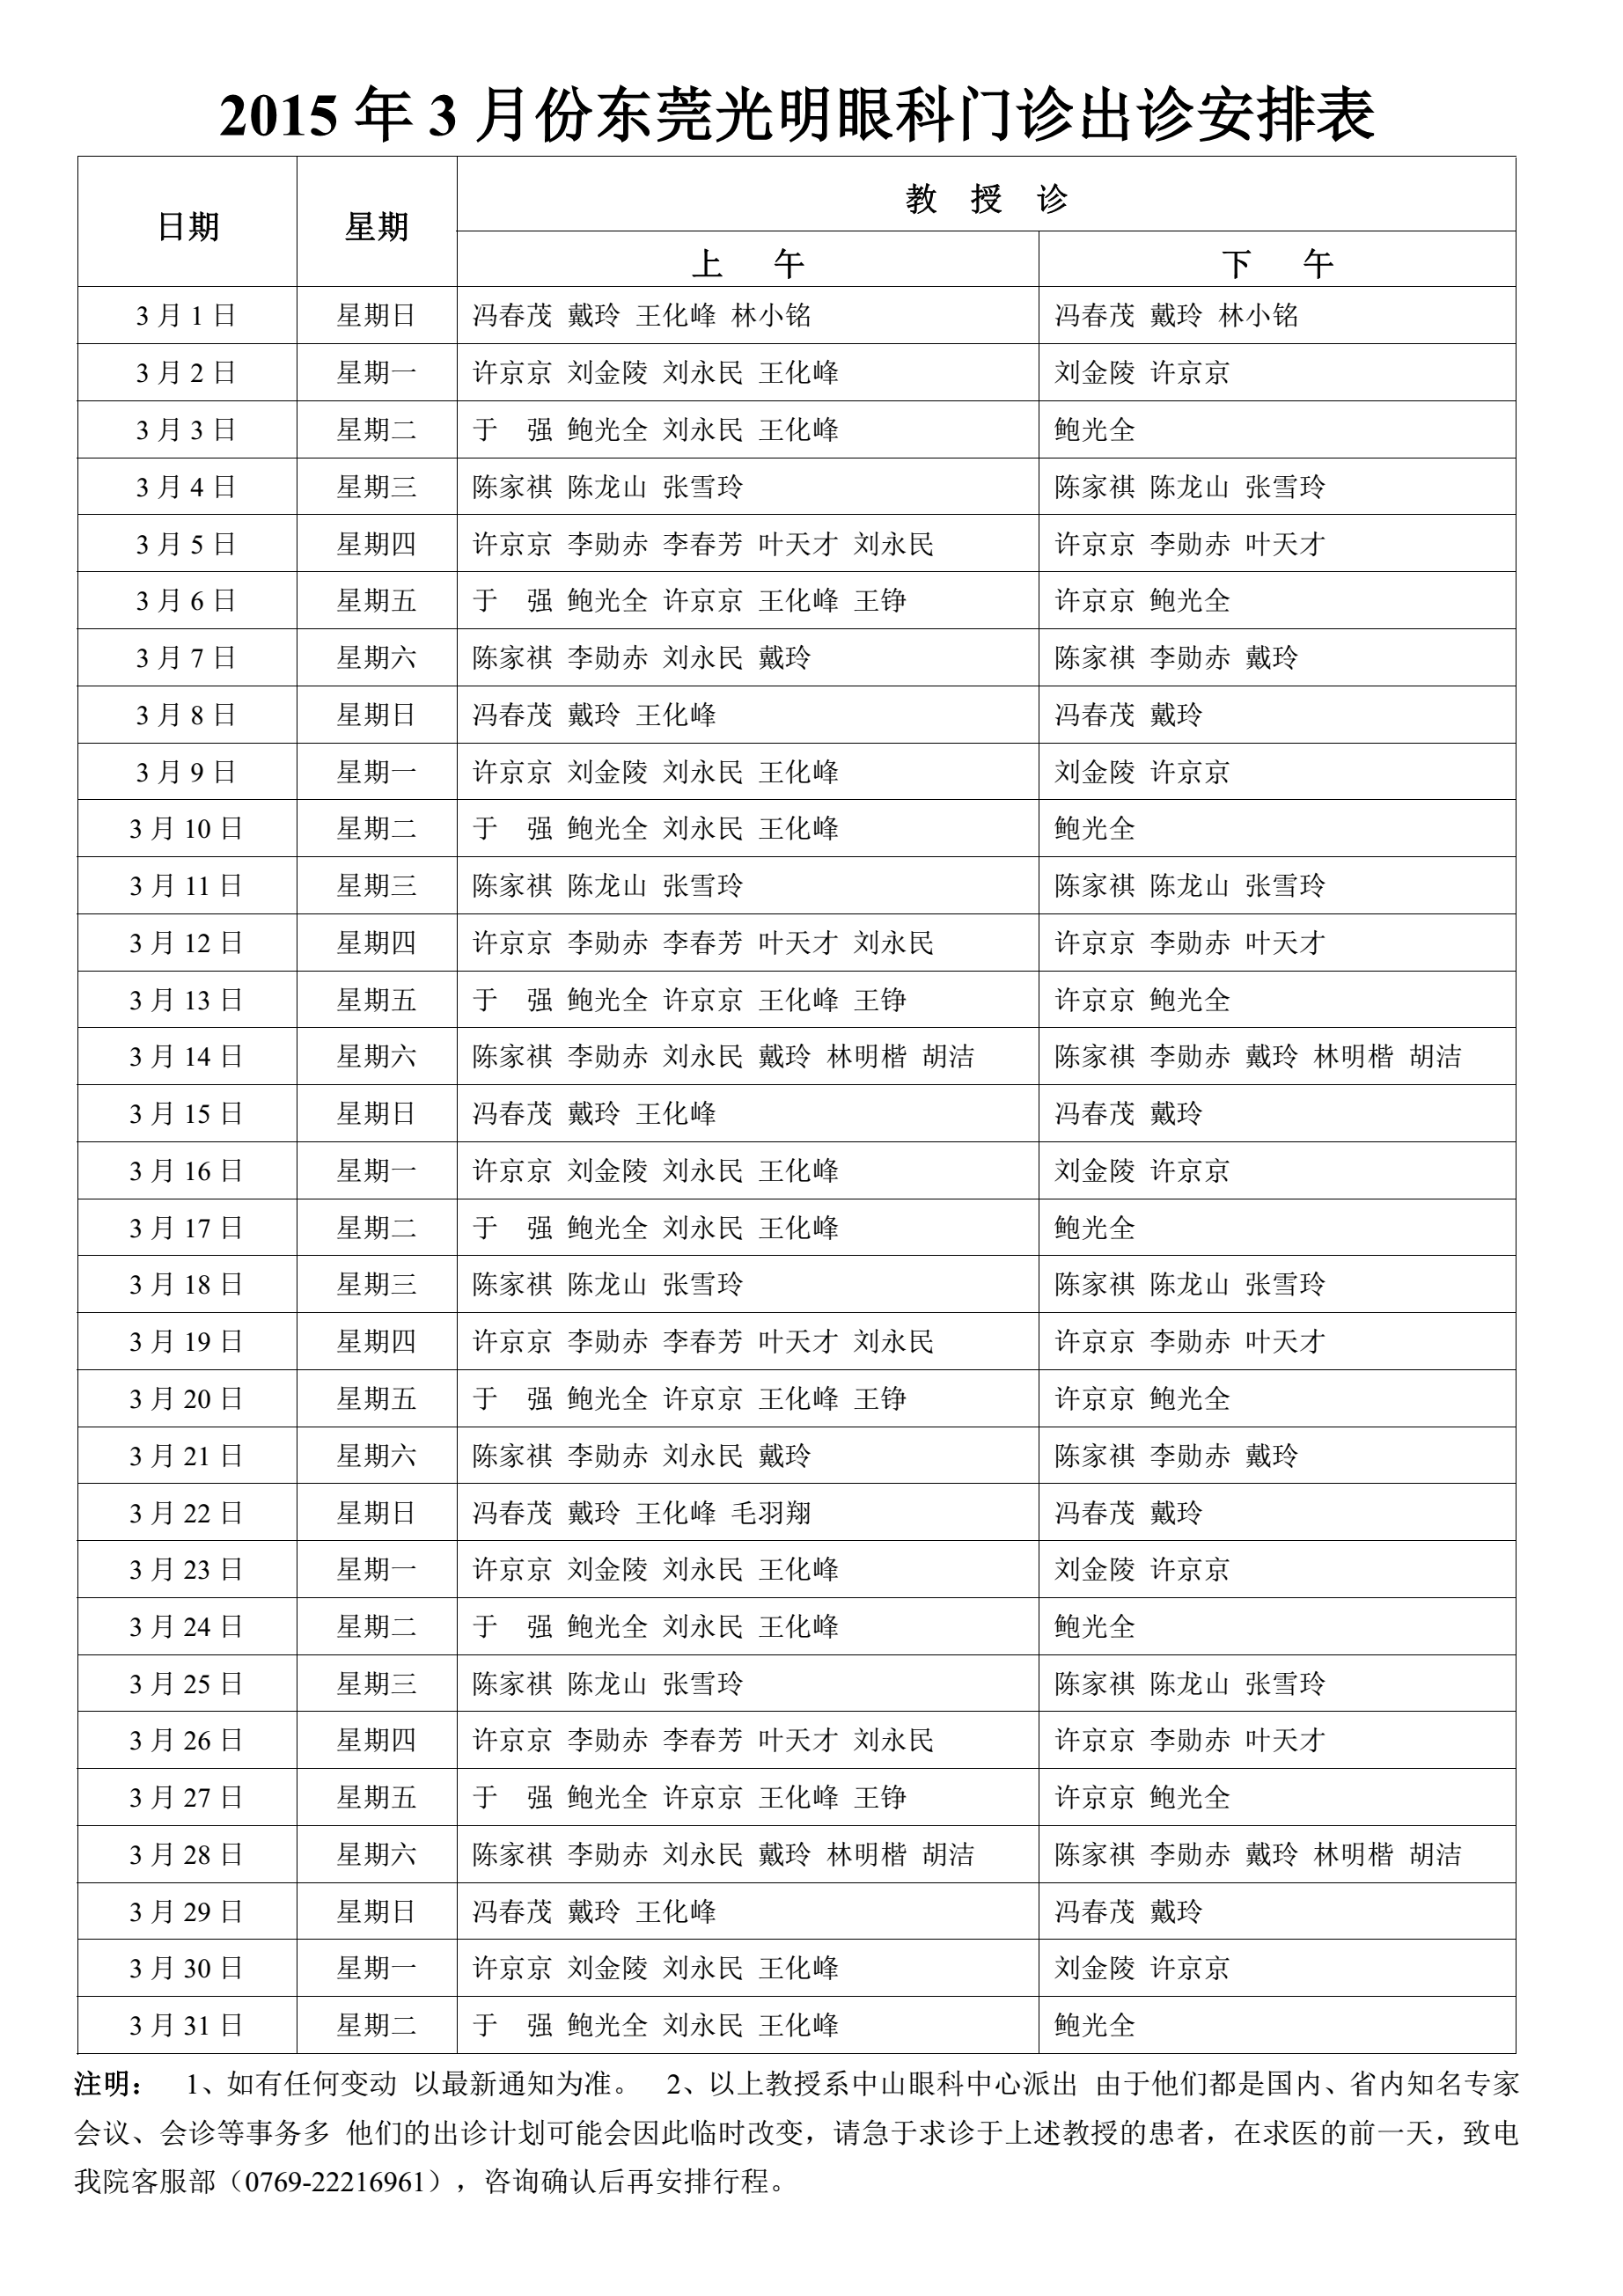 2015 年 3 月份东莞光明眼科门诊出诊安排表
日期 星期 教 授 诊
上 午 下 午
3 月 1 日 星期日 冯春茂 戴玲 王化峰 林小铭 冯春茂 戴玲 林小铭
3 月 2 日 星期一 许京京 刘金陵 刘永民 王化峰 刘金陵 许京京
3 月 3 日 星期二 于 强 鲍光全 刘永民 王化峰 鲍光全
3 月 4 日 星期三 陈家祺 陈龙山 张雪玲 陈家祺 陈龙山 张雪玲
3 月 5 日 星期四 许京京 李勋赤 李春芳 叶天才 刘永民 许京京 李勋赤 叶天才
3 月 6 日 星期五 于 强 鲍光全 许京京 王化峰 王铮 许京京 鲍光全
3 月 7 日 星期六 陈家祺 李勋赤 刘永民 戴玲 陈家祺 李勋赤 戴玲
3 月 8 日 星期日 冯春茂 戴玲 王化峰 冯春茂 戴玲
3 月 9 日 星期一 许京京 刘金陵 刘永民 王化峰 刘金陵 许京京
3 月 10 日 星期二 于 强 鲍光全 刘永民 王化峰 鲍光全
3 月 11 日 星期三 陈家祺 陈龙山 张雪玲 陈家祺 陈龙山 张雪玲
3 月 12 日 星期四 许京京 李勋赤 李春芳 叶天才 刘永民 许京京 李勋赤 叶天才
3 月 13 日 星期五 于 强 鲍光全 许京京 王化峰 王铮 许京京 鲍光全
3 月 14 日 星期六 陈家祺 李勋赤 刘永民 戴玲 林明楷 胡洁 陈家祺 李勋赤 戴玲 林明楷 胡洁
3 月 15 日 星期日 冯春茂 戴玲 王化峰 冯春茂 戴玲
3 月 16 日 星期一 许京京 刘金陵 刘永民 王化峰 刘金陵 许京京
3 月 17 日 星期二 于 强 鲍光全 刘永民 王化峰 鲍光全
3 月 18 日 星期三 陈家祺 陈龙山 张雪玲 陈家祺 陈龙山 张雪玲
3 月 19 日 星期四 许京京 李勋赤 李春芳 叶天才 刘永民 许京京 李勋赤 叶天才
3 月 20 日 星期五 于 强 鲍光全 许京京 王化峰 王铮 许京京 鲍光全
3 月 21 日 星期六 陈家祺 李勋赤 刘永民 戴玲 陈家祺 李勋赤 戴玲
3 月 22 日 星期日 冯春茂 戴玲 王化峰 毛羽翔 冯春茂 戴玲
3 月 23 日 星期一 许京京 刘金陵 刘永民 王化峰 刘金陵 许京京
3 月 24 日 星期二 于 强 鲍光全 刘永民 王化峰 鲍光全
3 月 25 日 星期三 陈家祺 陈龙山 张雪玲 陈家祺 陈龙山 张雪玲
3 月 26 日 星期四 许京京 李勋赤 李春芳 叶天才 刘永民 许京京 李勋赤 叶天才
3 月 27 日 星期五 于 强 鲍光全 许京京 王化峰 王铮 许京京 鲍光全
3 月 28 日 星期六 陈家祺 李勋赤 刘永民 戴玲 林明楷 胡洁 陈家祺 李勋赤 戴玲 林明楷 胡洁
3 月 29 日 星期日 冯春茂 戴玲 王化峰 冯春茂 戴玲
3 月 30 日 星期一 许京京 刘金陵 刘永民 王化峰 刘金陵 许京京
3 月 31 日 星期二 于 强 鲍光全 刘永民 王化峰 鲍光全
注明： 1、如有任何变动 以最新通知为准。 2、以上教授系中山眼科中心派出 由于他们都是国内、省内知名专家
会议、会诊等事务多 他们的出诊计划可能会因此临时改变，请急于求诊于上述教授的患者，在求医的前一天，致电
我院客服部（0769-22216961），咨询确认后再安排行程。